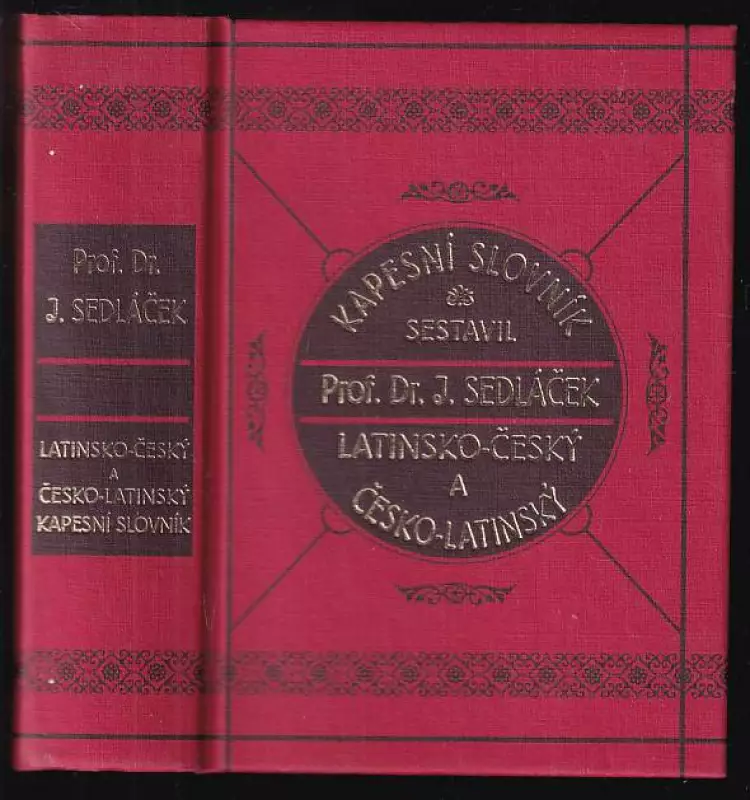 Prof. Dr.
J. SEDLÁČEK
LATINSKO-ČESKÝ
A
ČESKO-LATINSKÝ
KAPESNÍ SLOVNÍK
KAPESNÍ SLOVNÍK
SESTAVIL
Prof. Dr. J. SEDLÁČEK
LATINSKO-ČESKÝ
A
ČESKO-LATINSKÝ